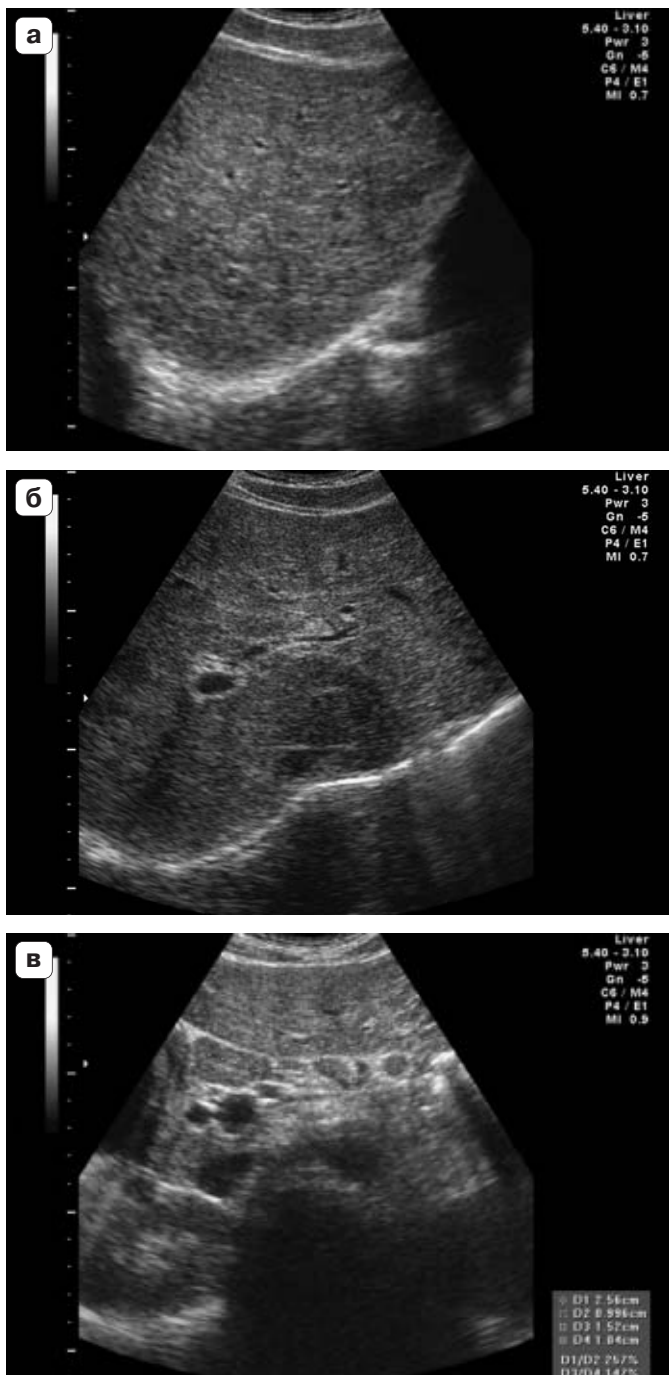 а
Liver
5.40 - 3.10
Pwr 3
Gn -5
C6 / M4
P4 / E1
MI 0.7
б
Liver
5.40 - 3.10
Pwr 3
Gn -5
C6 / M4
P4 / E1
MI 0.7
в
Liver
5.40 - 3.10
Pwr 3
Gn -5
C6 / M4
P4 / E1
MI 0.9
D1 2.56cm
D2 0.996cm
D3 1.52cm
D4 1.04cm
D1/D2 257%
D3/D4 147%